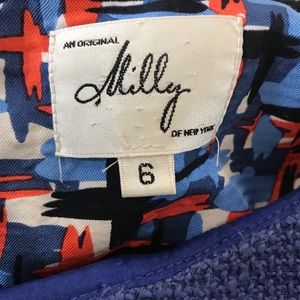 AN ORIGINAL
Milly
OF NEW YORK
6